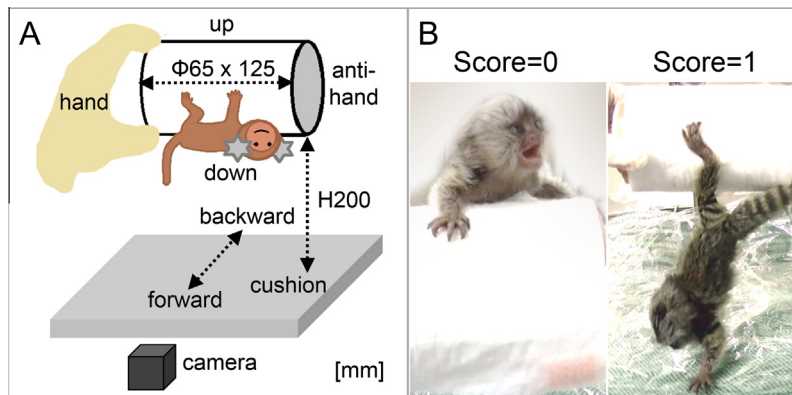 A
up
Φ65 x 125
anti-
hand
hand
down
H200
backward
forward
cushion
camera
[mm]
B
Score=0
Score=1